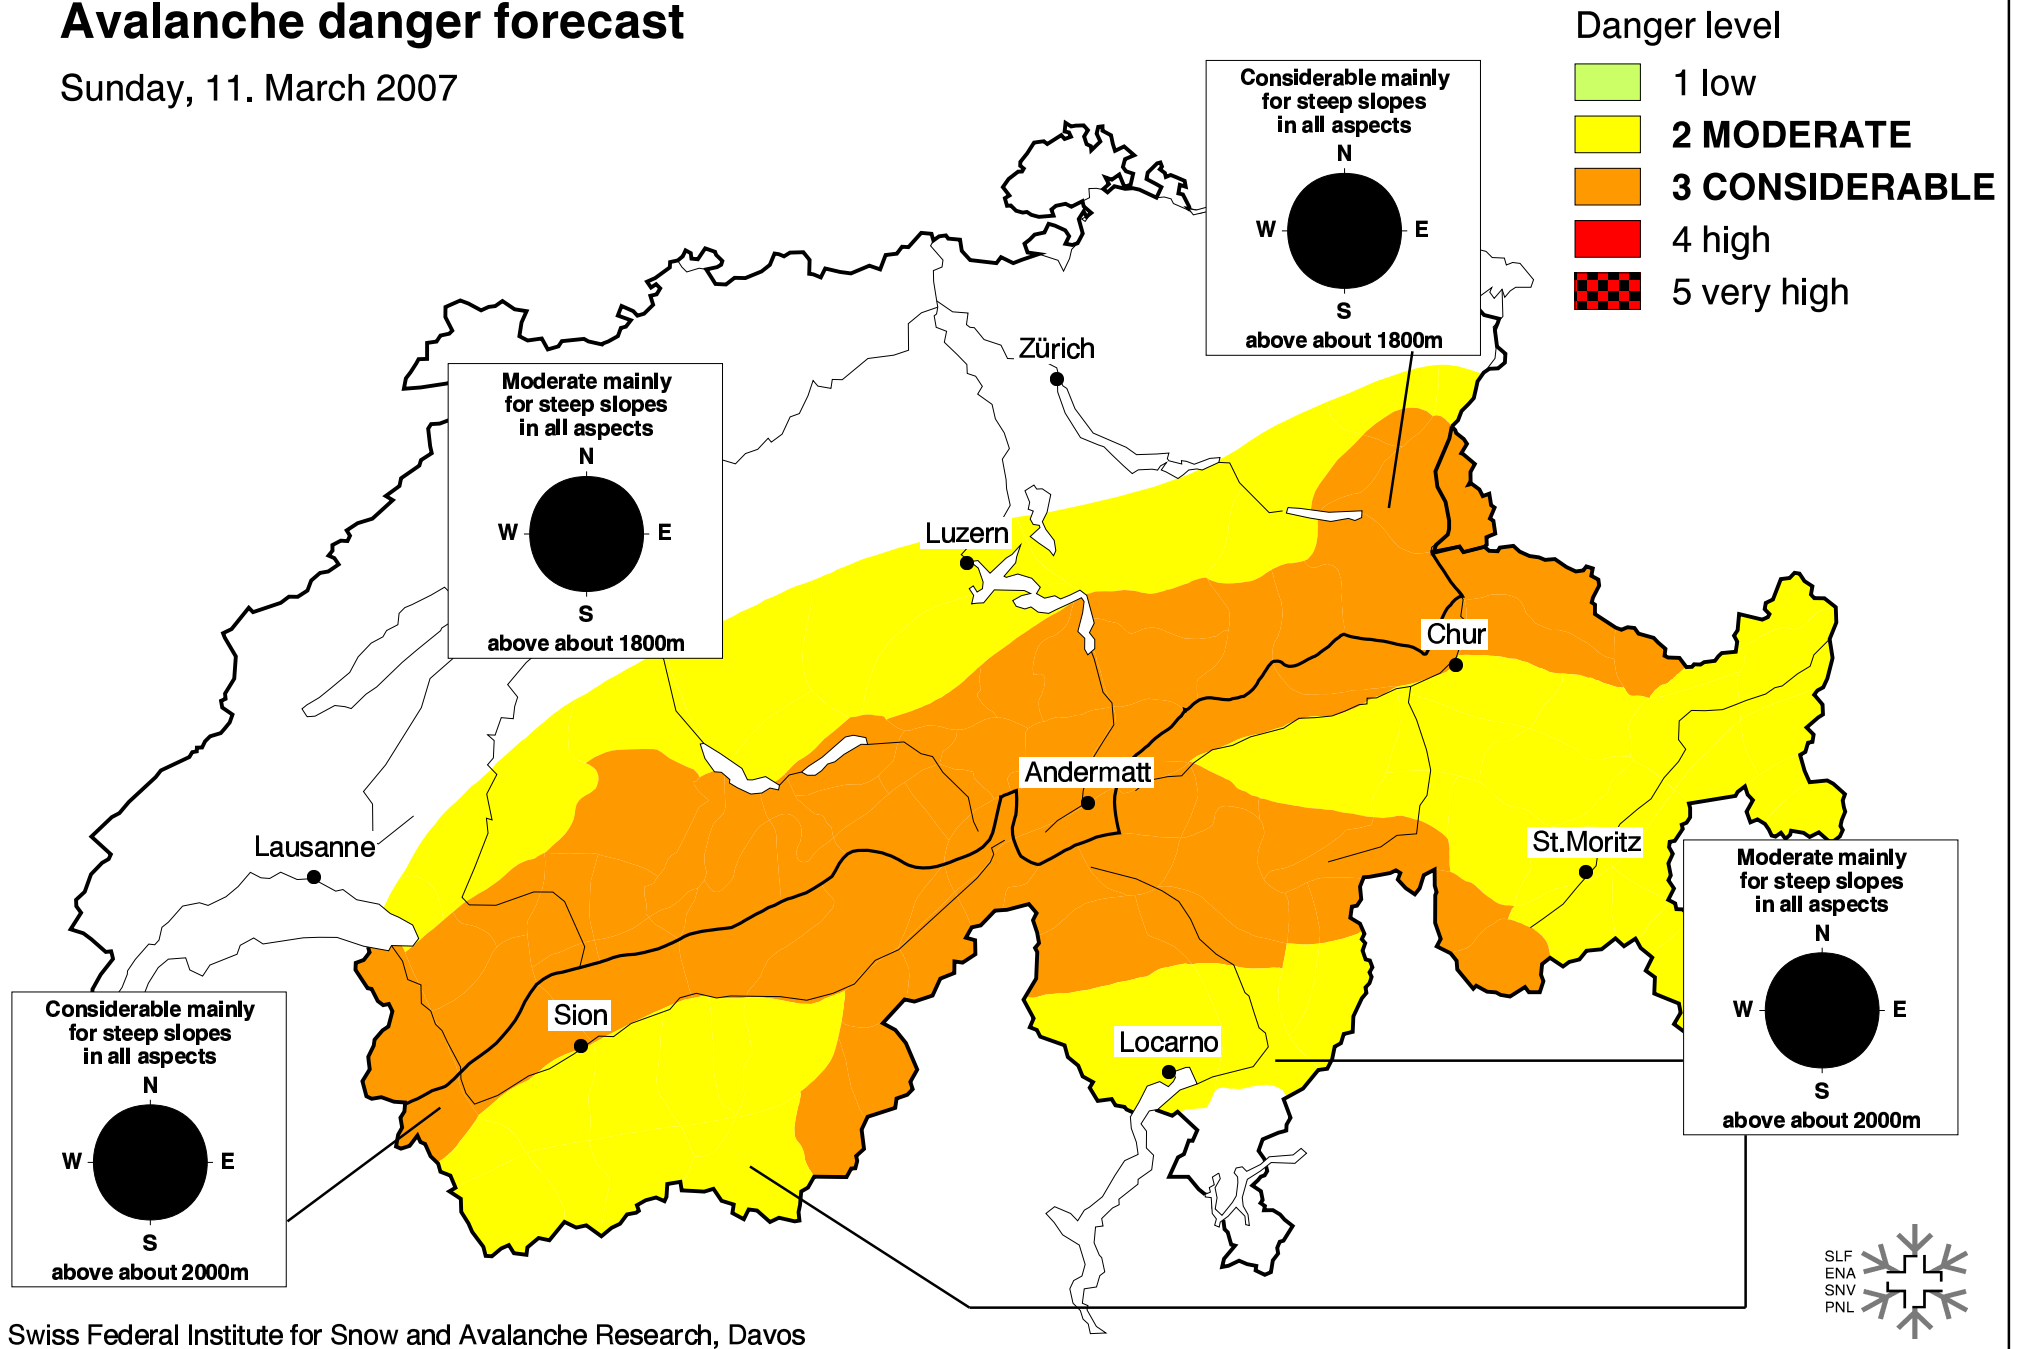 Avalanche danger forecast
Sunday, 11. March 2007
Danger level
1 low
2 MODERATE
3 CONSIDERABLE
4 high
5 very high
Considerable mainly
for steep slopes
in all aspects
N
W
E
S
above about 1800m
Zürich
Moderate mainly
for steep slopes
in all aspects
N
W
E
S
above about 1800m
Luzern
Chur
Andermatt
Lausanne
St.Moritz
Moderate mainly
for steep slopes
in all aspects
N
W
E
S
above about 2000m
Sion
Locarno
Considerable mainly
for steep slopes
in all aspects
N
W
E
S
above about 2000m
SLF
ENA
SNV
PNL
Swiss Federal Institute for Snow and Avalanche Research, Davos